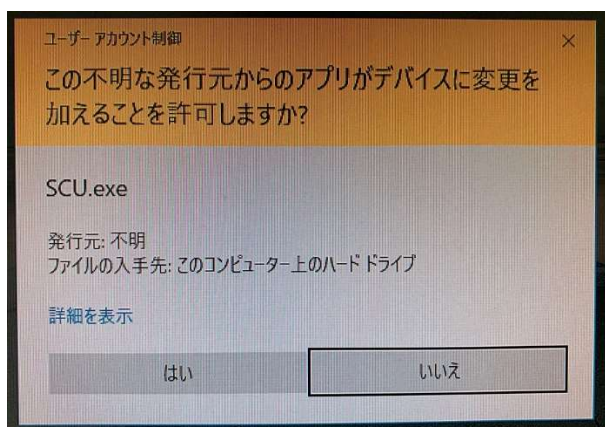 ユーザー アカウント制御
この不明な発行元からのアプリがデバイスに変更を
加えることを許可しますか?
SCU.exe
発行元: 不明
ファイルの入手先: このコンピューター上のハード ドライブ
詳細を表示
はい
いいえ